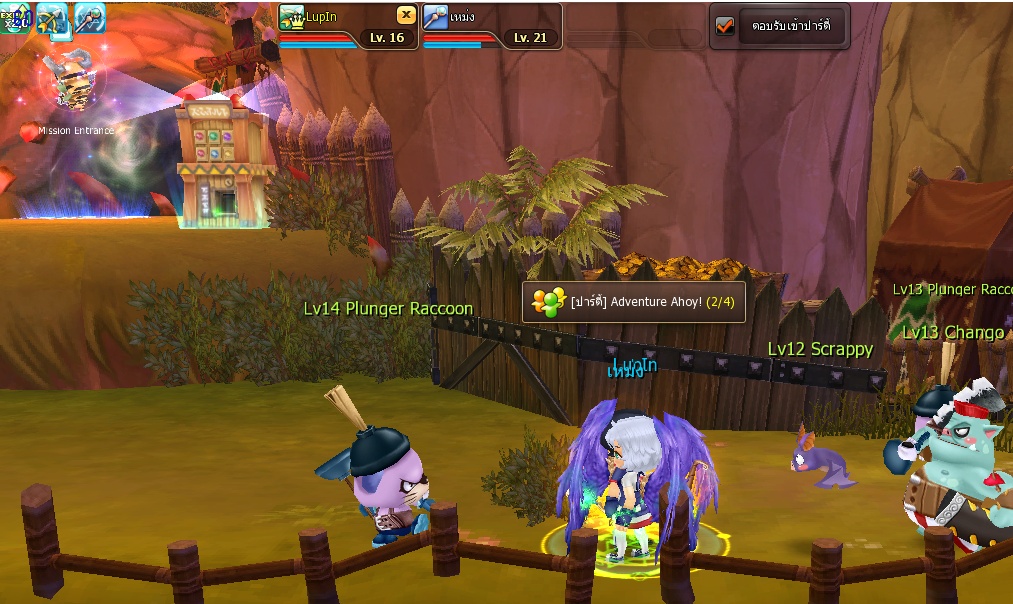 EXP
x20
LupIn
Lv. 16
เหม่ง
Lv. 21
ตอบรับเข้าปาร์ตี้
Mission Entrance
Lv14 Plunger Raccoon
[ปาร์ตี้] Adventure Ahoy! (2/4)
Lv13 Plunger Racco
Lv13 Chango
Lv12 Scrappy
LupIn
เหม่ง